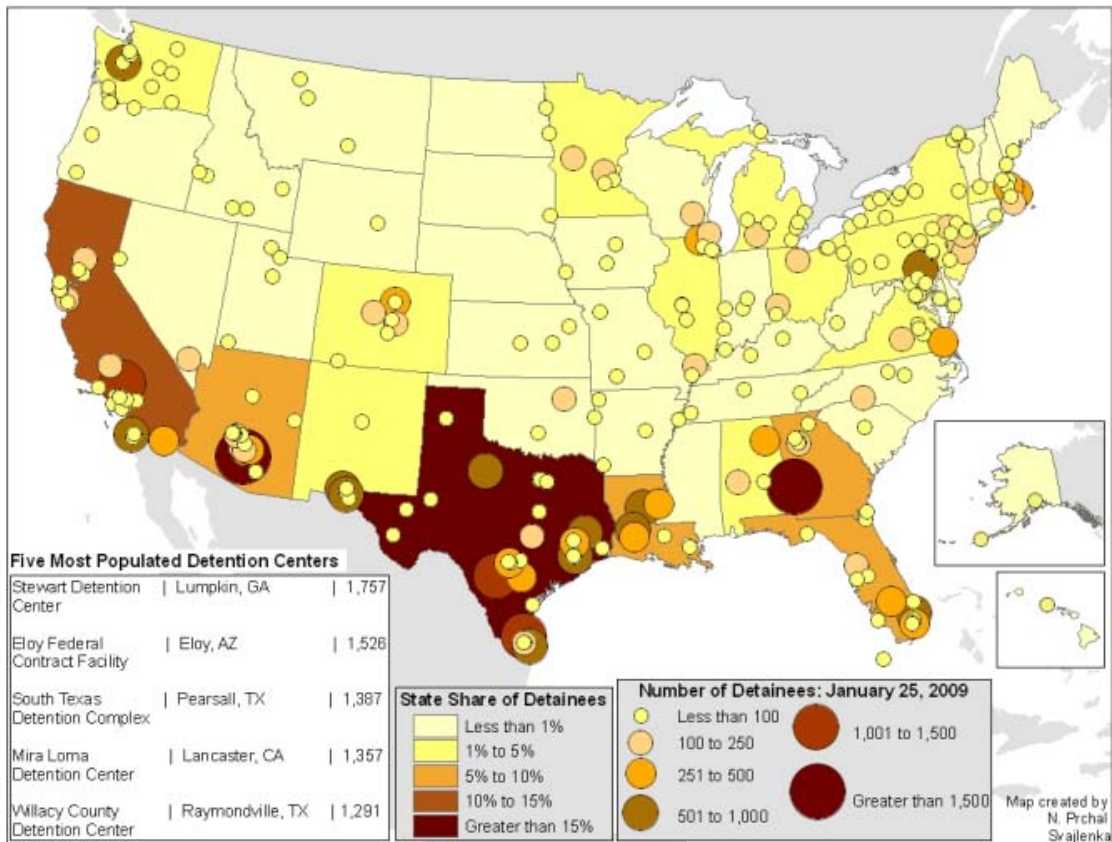 Five Most Populated Detention Centers
Stewart Detention | Lumpkin, GA | 1,757
Center
Eloy Federal | Eloy, AZ | 1,526
Contract Facility
South Texas | Pearsall, TX | 1,387
Detention Complex
Mira Loma | Lancaster, CA | 1,357
Detention Center
Willacy County | Raymondville, TX | 1,291
Detention Center
State Share of Detainees
Less than 1%
1% to 5%
5% to 10%
10% to 15%
Greater than 15%
Number of Detainees: January 25, 2009
Less than 100
100 to 250
251 to 500
501 to 1,000
1,001 to 1,500
Greater than 1,500
Map created by
N. Prchal
Svajlenka